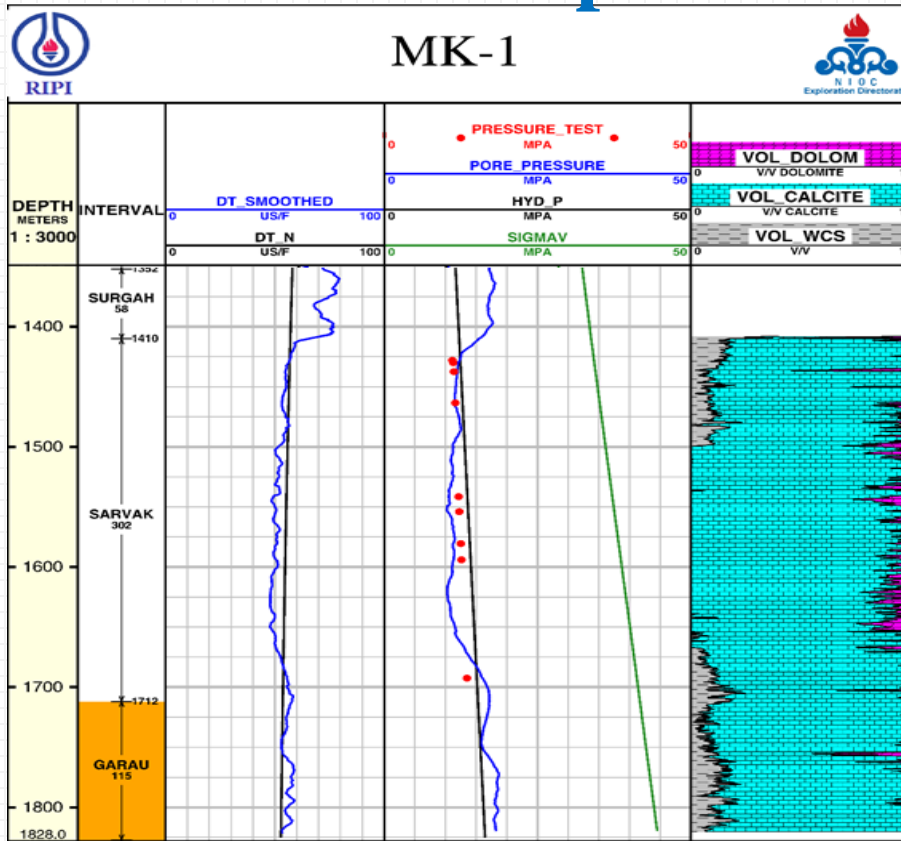 MK-1
RIPI
NIOC
Exploration Directorat
DEPTH
METERS
1 : 3000
INTERVAL
DT_SMOOTHED
0 US/F 100
DT_N
0 US/F 100
PRESSURE_TEST
0 MPA 50
PORE_PRESSURE
0 MPA 50
HYD_P
0 MPA 50
SIGMAV
0 MPA 50
VOL_DOLOM
0 V/V DOLOMITE
VOL_CALCITE
0 V/V CALCITE
VOL_WCS
0 V/V
1352
SURGAH
58
1400
1410
1500
SARVAK
302
1600
1700
1712
GARAU
115
1800
1828.0